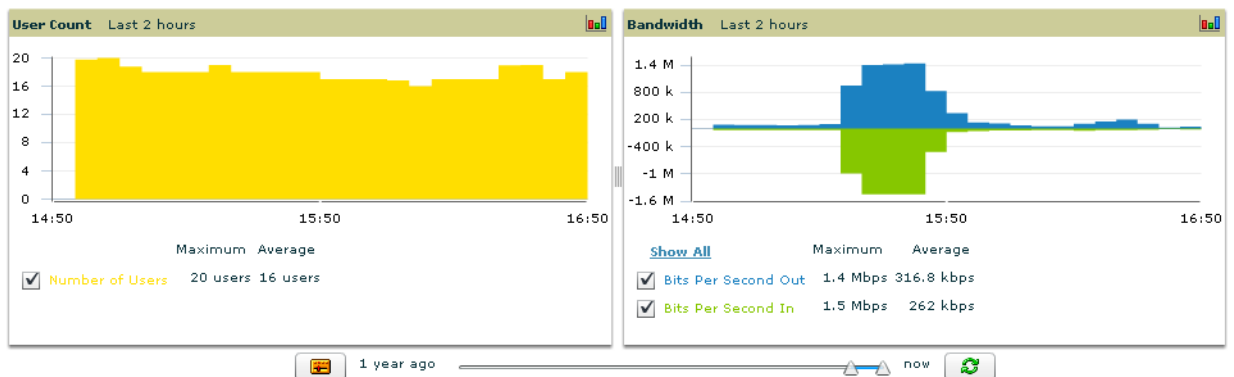 User Count Last 2 hours
20
16
12
8
4
0
14:50 15:50 16:50
Maximum Average
Number of Users 20 users 16 users
Bandwidth Last 2 hours
1.4 M
800 k
200 k
-400 k
-1 M
-1.6 M
14:50 15:50 16:50
Show All Maximum Average
Bits Per Second Out 1.4 Mbps 316.8 kbps
Bits Per Second In 1.5 Mbps 262 kbps
1 year ago now